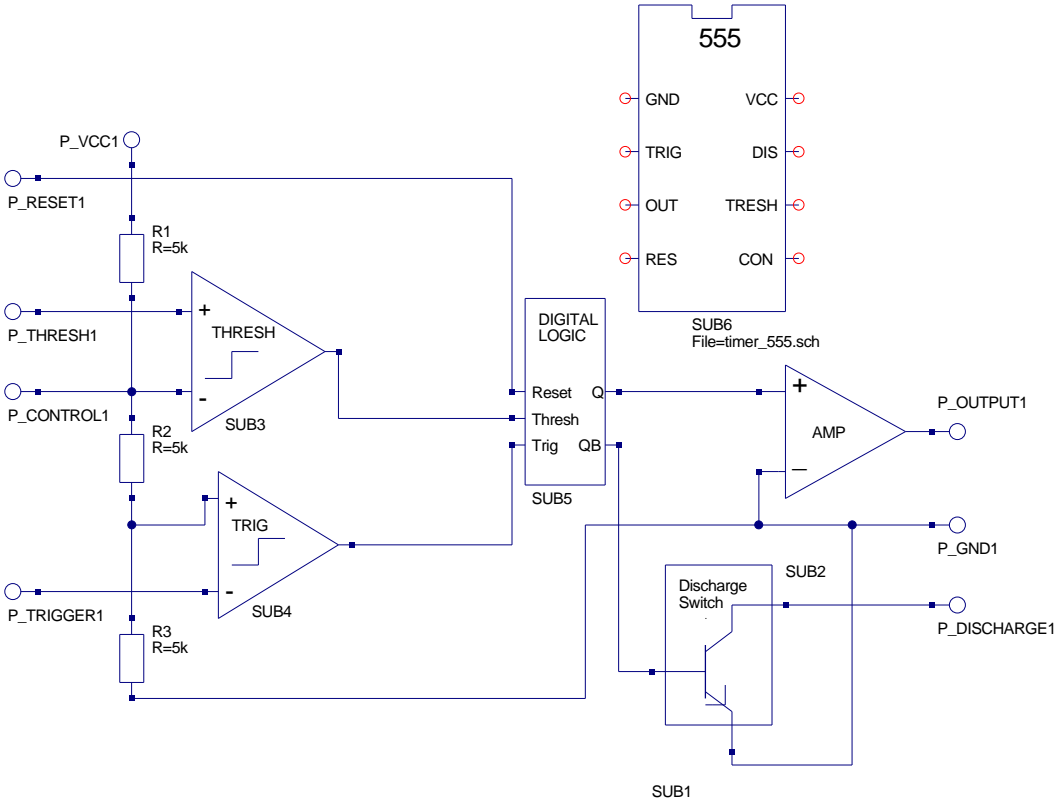 555
GND
VCC
TRIG
DIS
OUT
TRESH
RES
CON
SUB6
File=timer_555.sch
P_VCC1
P_RESET1
R1
R=5k
P_THRESH1
+
THRESH
-
SUB3
P_CONTROL1
R2
R=5k
+
TRIG
-
SUB4
P_TRIGGER1
R3
R=5k
DIGITAL
LOGIC
Reset
Q
Thresh
Trig
QB
SUB5
+
AMP
–
P_OUTPUT1
P_GND1
SUB2
Discharge
Switch
P_DISCHARGE1
SUB1